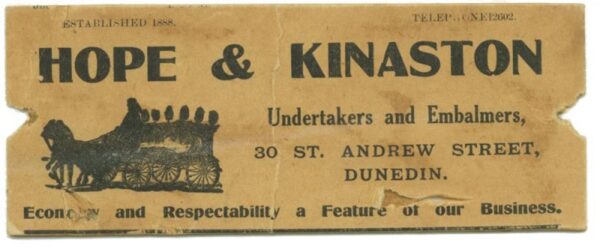 ESTABLISHED 1888. TELEPHONE 2602.
HOPE & KINASTON
Undertakers and Embalmers,
30 ST. ANDREW STREET,
DUNEDIN.
Economy and Respectability a Feature of our Business.